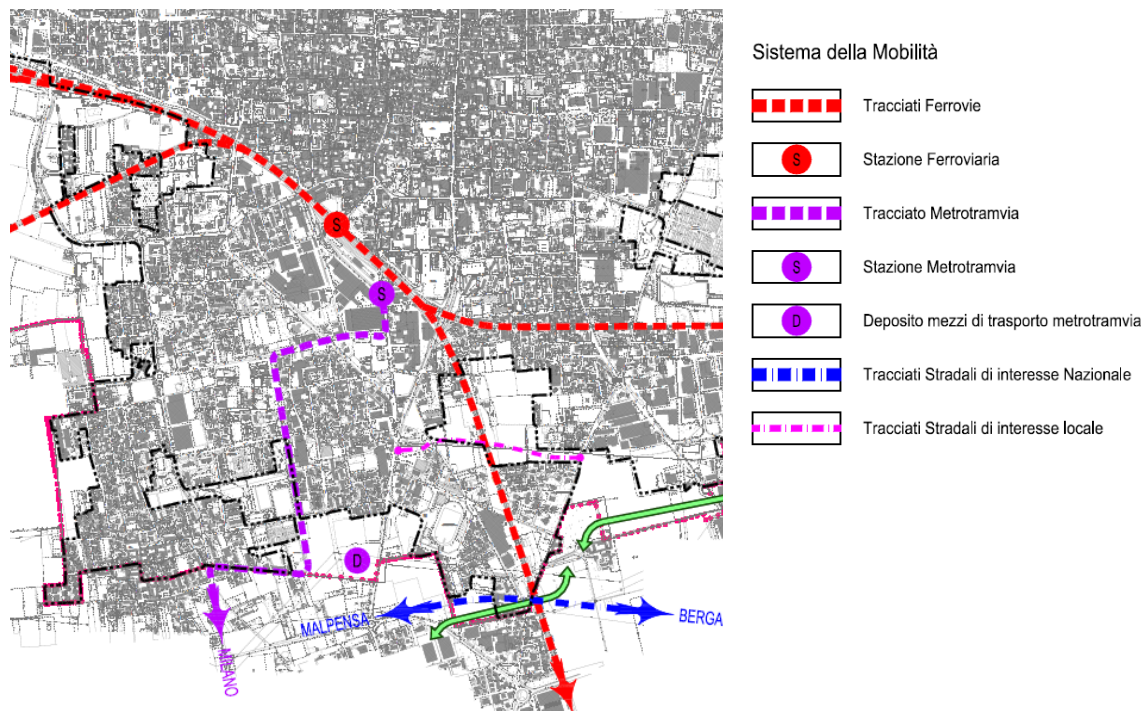 Sistema della Mobilità
Tracciati Ferrovie
S
Stazione Ferroviaria
Tracciato Metrotramvia
S
Stazione Metrotramvia
D
Deposito mezzi di trasporto metrotramvia
Tracciati Stradali di interesse Nazionale
Tracciati Stradali di interesse locale
S
S
D
MALPENSA
BERGA
MILANO